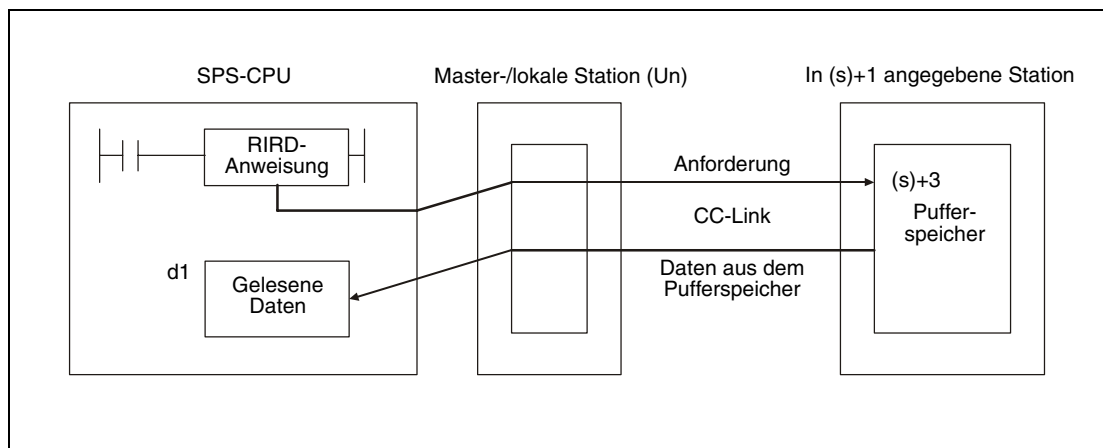 SPS-CPU
Master-/lokale Station (Un)
In (s)+1 angegebene Station
RIRD-
Anweisung
Anforderung
(s)+3
Puffer-
speicher
CC-Link
d1
Gelesene
Daten
Daten aus dem
Pufferspeicher